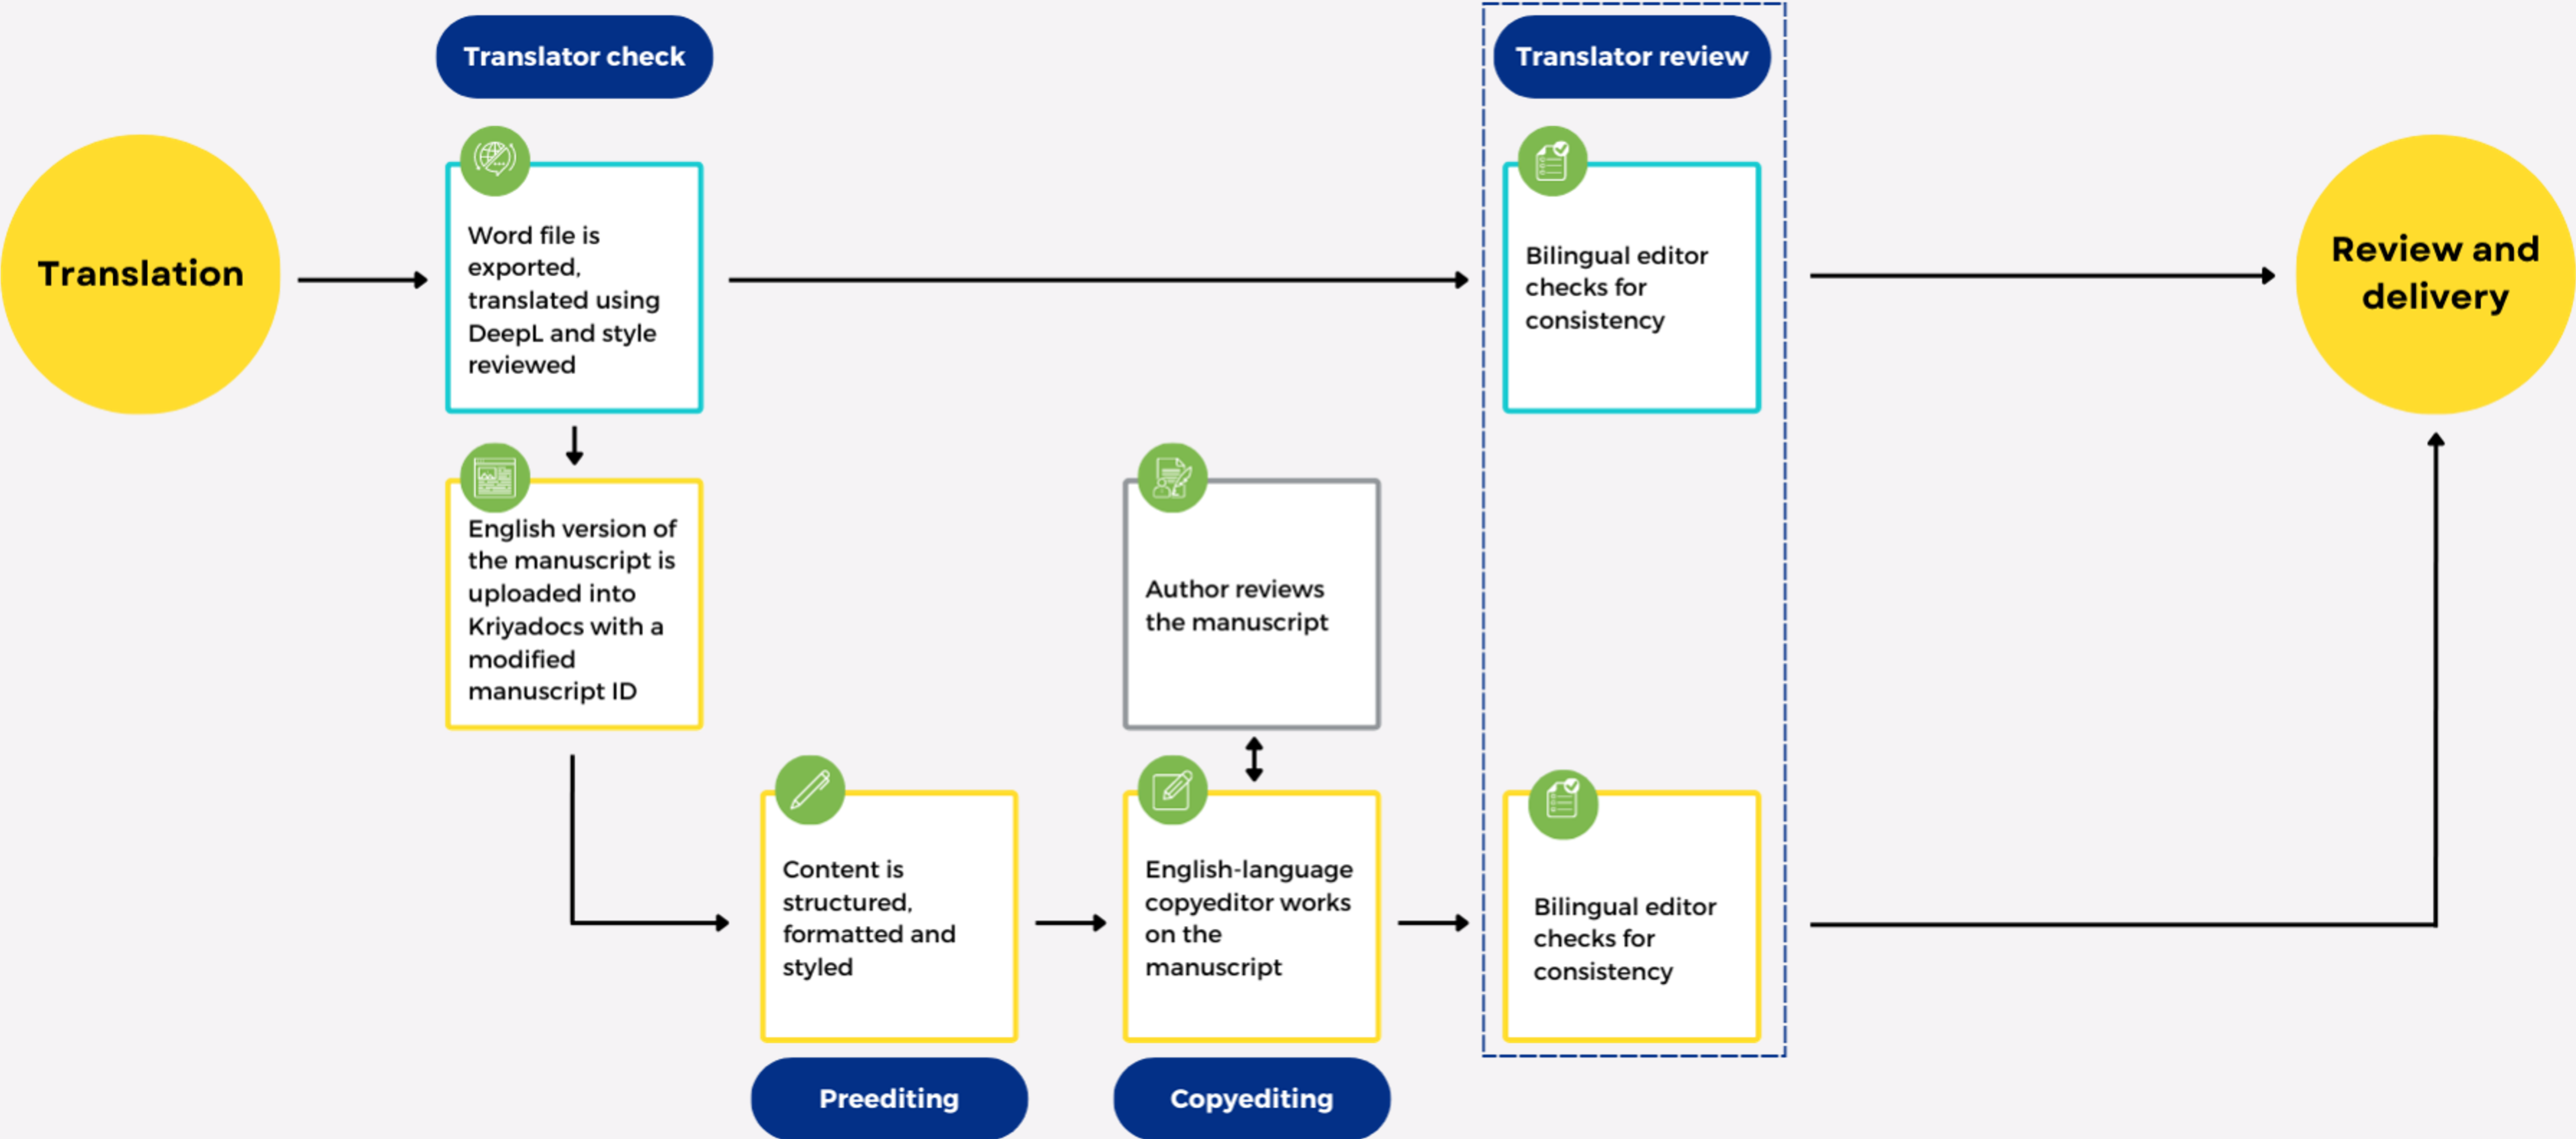 Translator check
Translator review
Translation
Word file is
exported,
translated using
DeepL and style
reviewed
Bilingual editor
checks for
consistency
Review and
delivery
English version of
the manuscript is
uploaded into
Kriyadocs with a
modified
manuscript ID
Author reviews
the manuscript
Content is
structured,
formatted and
styled
English-language
copyeditor works
on the
manuscript
Bilingual editor
checks for
consistency
Preediting
Copyediting